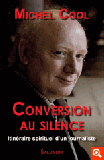 Michel Cool
CONVERSION
AU SILENCE
Itinéraire spirituel d'un journaliste
SALVATOR